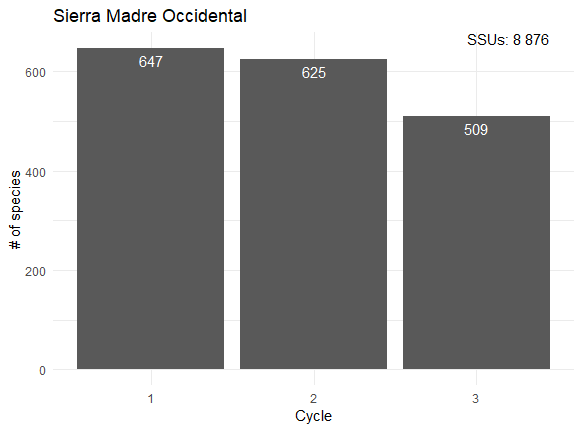 Sierra Madre Occidental
SSUs: 8 876
647
625
509
# of species
600
400
200
0
1
2
3
Cycle